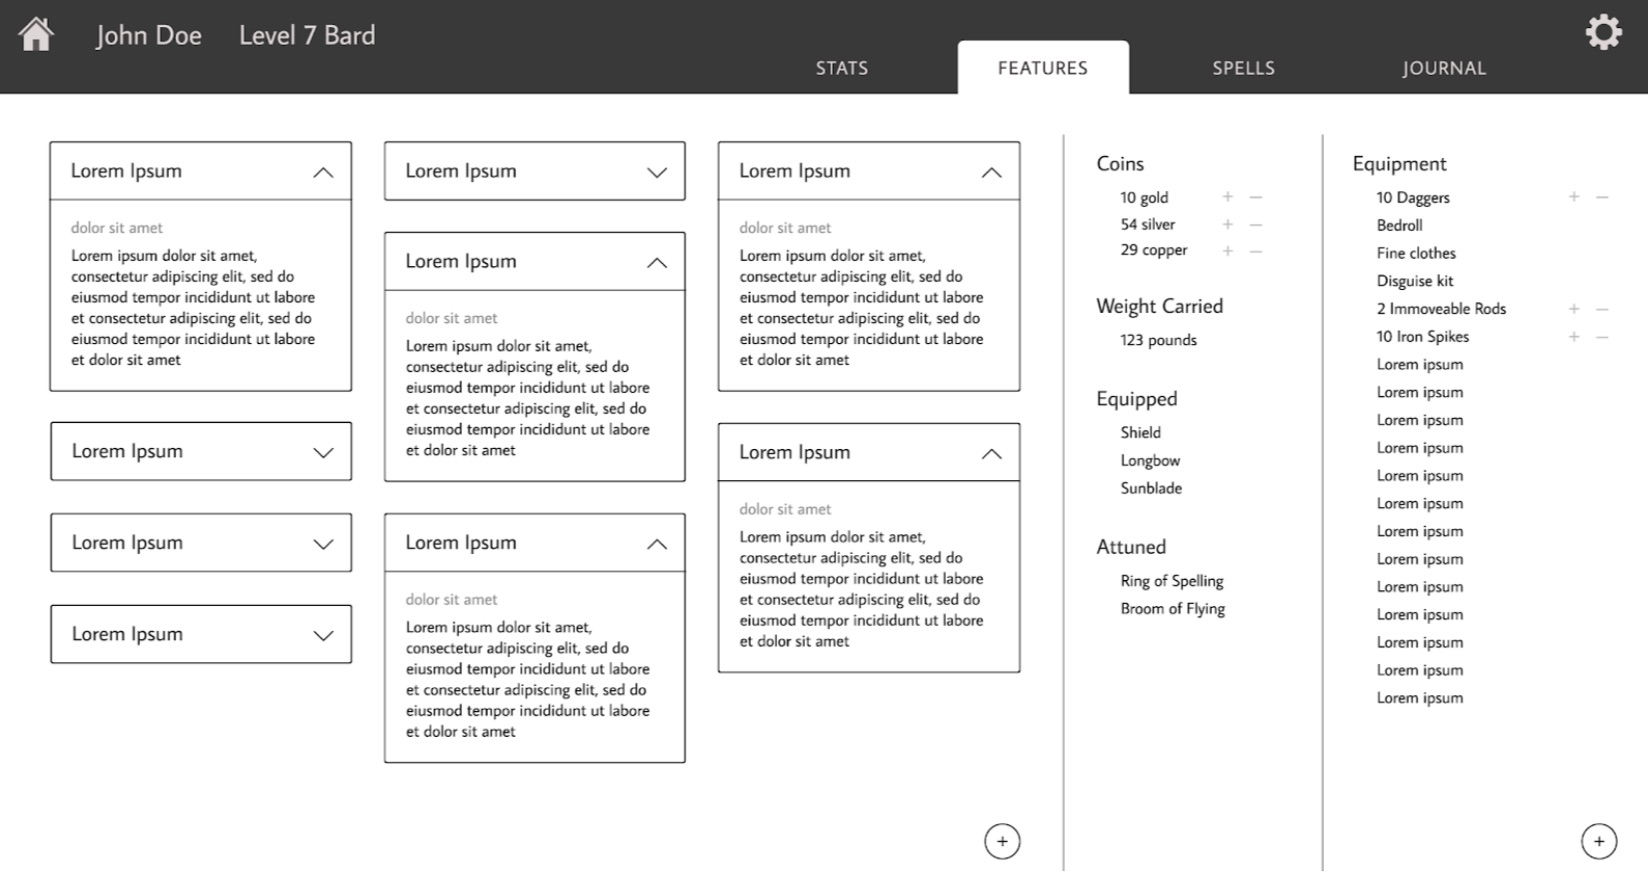 John Doe
Level 7 Bard
STATS
FEATURES
SPELLS
JOURNAL
Lorem Ipsum
dolor sit amet
Lorem ipsum dolor sit amet,
consectetur adipiscing elit, sed do
eiusmod tempor incididunt ut labore
et consectetur adipiscing elit, sed do
eiusmod tempor incididunt ut labore
et dolor sit amet
Lorem Ipsum
Lorem Ipsum
Lorem Ipsum
Lorem Ipsum
Lorem Ipsum
dolor sit amet
Lorem ipsum dolor sit amet,
consectetur adipiscing elit, sed do
eiusmod tempor incididunt ut labore
et consectetur adipiscing elit, sed do
eiusmod tempor incididunt ut labore
et dolor sit amet
Lorem Ipsum
dolor sit amet
Lorem ipsum dolor sit amet,
consectetur adipiscing elit, sed do
eiusmod tempor incididunt ut labore
et consectetur adipiscing elit, sed do
eiusmod tempor incididunt ut labore
et dolor sit amet
Lorem Ipsum
dolor sit amet
Lorem ipsum dolor sit amet,
consectetur adipiscing elit, sed do
eiusmod tempor incididunt ut labore
et consectetur adipiscing elit, sed do
eiusmod tempor incididunt ut labore
et dolor sit amet
Lorem Ipsum
dolor sit amet
Lorem ipsum dolor sit amet,
consectetur adipiscing elit, sed do
eiusmod tempor incididunt ut labore
et consectetur adipiscing elit, sed do
eiusmod tempor incididunt ut labore
et dolor sit amet
+
Coins
10 gold + −
54 silver + −
29 copper + −
Weight Carried
123 pounds
Equipped
Shield
Longbow
Sunblade
Attuned
Ring of Spelling
Broom of Flying
Equipment
10 Daggers + −
Bedroll
Fine clothes
Disguise kit
2 Immoveable Rods + −
10 Iron Spikes + −
Lorem ipsum
Lorem ipsum
Lorem ipsum
Lorem ipsum
Lorem ipsum
Lorem ipsum
Lorem ipsum
Lorem ipsum
Lorem ipsum
Lorem ipsum
Lorem ipsum
Lorem ipsum
Lorem ipsum
+